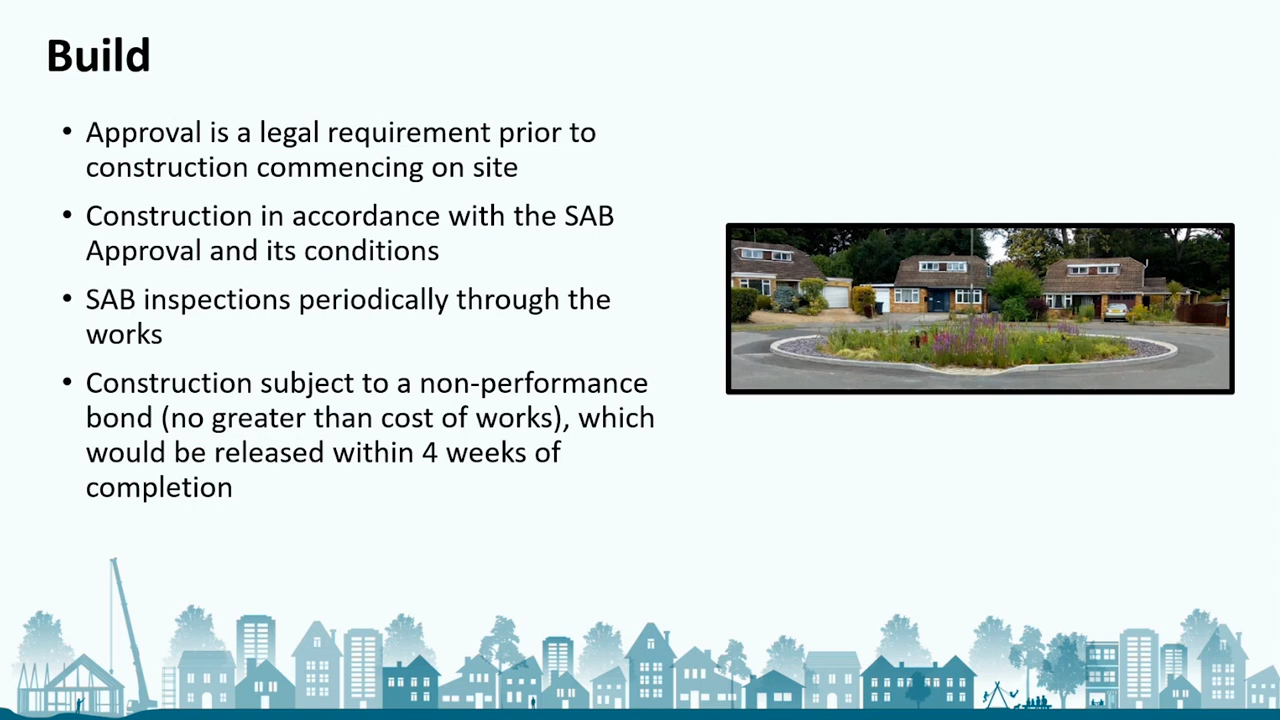 Build
• Approval is a legal requirement prior to
construction commencing on site
• Construction in accordance with the SAB
Approval and its conditions
• SAB inspections periodically through the
works
• Construction subject to a non-performance
bond (no greater than cost of works), which
would be released within 4 weeks of
completion